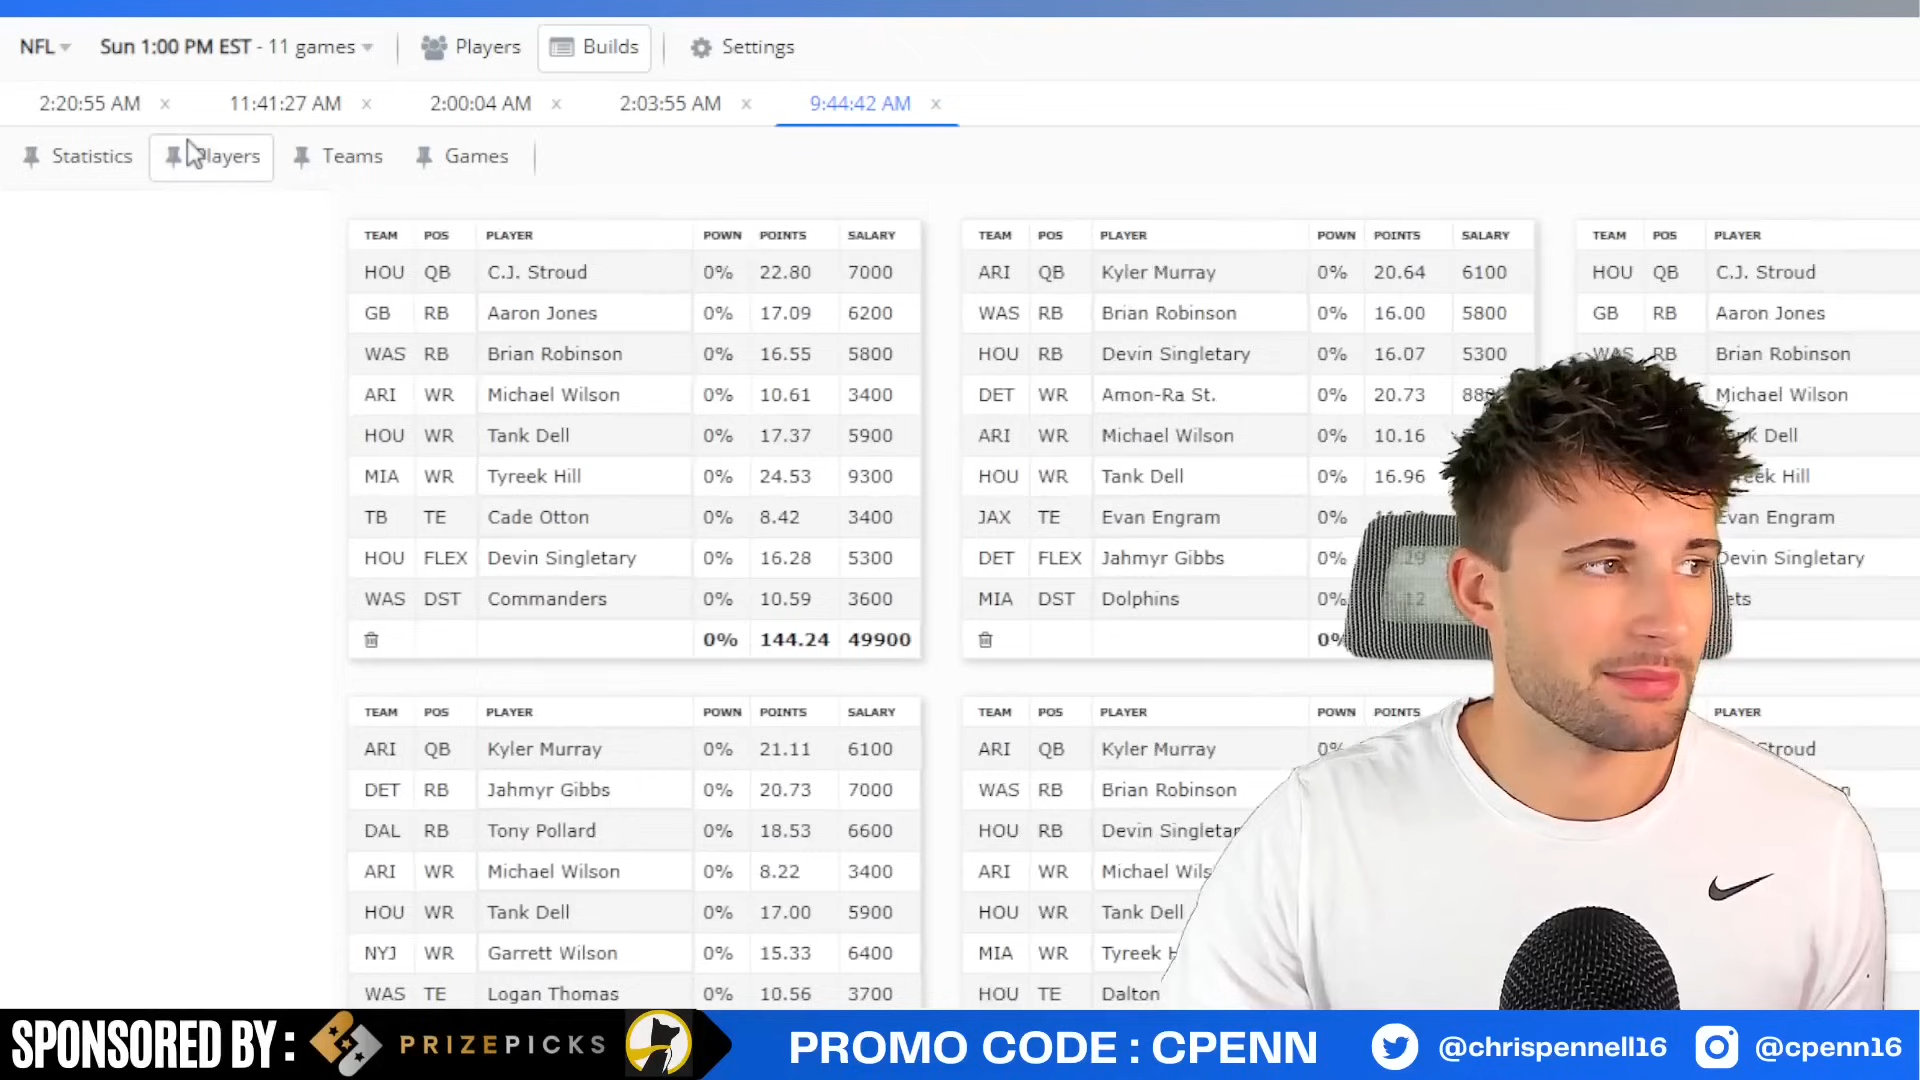 NFL Sun 1:00 PM EST - 11 games Players Builds Settings
2:20:55 AM x 11:41:27 AM x 2:00:04 AM x 2:03:55 AM x 9:44:42 AM x
Statistics Players Teams Games
TEAM POS PLAYER POWN POINTS SALARY
HOU QB C.J. Stroud 0% 22.80 7000
GB RB Aaron Jones 0% 17.09 6200
WAS RB Brian Robinson 0% 16.55 5800
ARI WR Michael Wilson 0% 10.61 3400
HOU WR Tank Dell 0% 17.37 5900
MIA WR Tyreek Hill 0% 24.53 9300
TB TE Cade Otton 0% 8.42 3400
HOU FLEX Devin Singletary 0% 16.28 5300
WAS DST Commanders 0% 10.59 3600
0% 144.24 49900
TEAM POS PLAYER POWN POINTS SALARY
ARI QB Kyler Murray 0% 20.64 6100
WAS RB Brian Robinson 0% 16.00 5800
HOU RB Devin Singletary 0% 16.07 5300
DET WR Amon-Ra St. 0% 20.73
ARI WR Michael Wilson 0% 10.16
HOU WR Tank Dell 0% 16.96
JAX TE Evan Engram 0%
DET FLEX Jahmyr Gibbs 0%
MIA DST Dolphins 0%
0%
TEAM POS PLAYER
HOU QB C.J. Stroud
GB RB Aaron Jones
WAS RB Brian Robinson
Michael Wilson
Dell
Hill
Evan Engram
Devin Singletary
TEAM POS PLAYER POWN POINTS SALARY
ARI QB Kyler Murray 0% 21.11 6100
DET RB Jahmyr Gibbs 0% 20.73 7000
DAL RB Tony Pollard 0% 18.53 6600
ARI WR Michael Wilson 0% 8.22 3400
HOU WR Tank Dell 0% 17.00 5900
NYJ WR Garrett Wilson 0% 15.33 6400
WAS TE Logan Thomas 0% 10.56 3700
TEAM POS PLAYER POWN POINTS
ARI QB Kyler Murray 0%
WAS RB Brian Robinson
HOU RB Devin
ARI WR Michael
HOU WR Tank Dell
MIA WR Tyreek
HOU TE Dalton
PLAYER
Stroud
SPONSORED BY : PRIZEPICKS PROMO CODE : CPENN @chrispennell16 @cpenn16